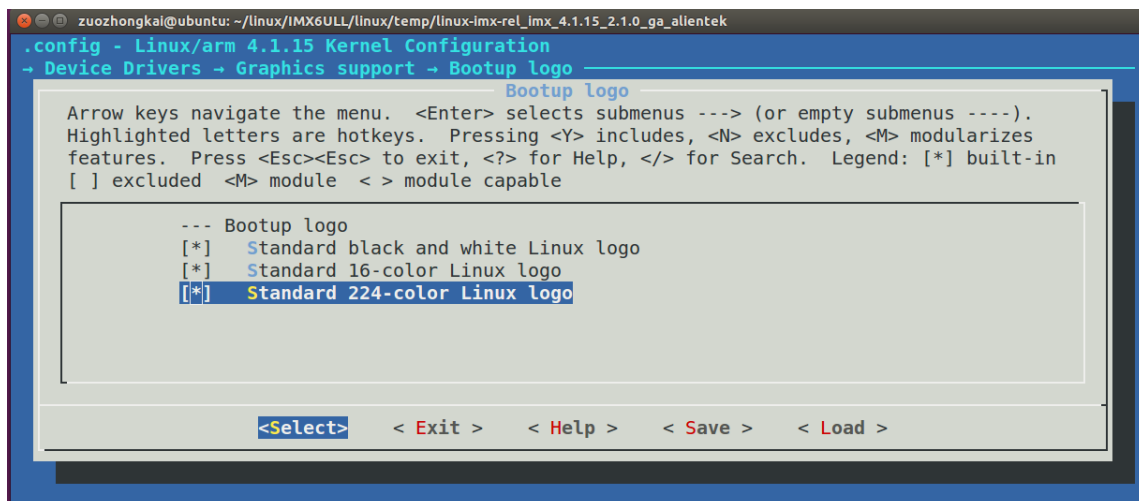 zuozhongkai@ubuntu: ~/linux/IMX6ULL/linux/temp/linux-imx-rel_imx_4.1.15_2.1.0_ga_alientek
.config - Linux/arm 4.1.15 Kernel Configuration
→ Device Drivers → Graphics support → Bootup logo
Bootup logo
Arrow keys navigate the menu.  <Enter> selects submenus ---> (or empty submenus ----).
Highlighted letters are hotkeys.  Pressing <Y> includes, <N> excludes, <M> modularizes
features.  Press <Esc><Esc> to exit, <?> for Help, </> for Search.  Legend: [*] built-in
[ ] excluded  <M> module  < > module capable
--- Bootup logo
[*]   Standard black and white Linux logo
[*]   Standard 16-color Linux logo
[*]   Standard 224-color Linux logo
<Select>    < Exit >    < Help >    < Save >    < Load >